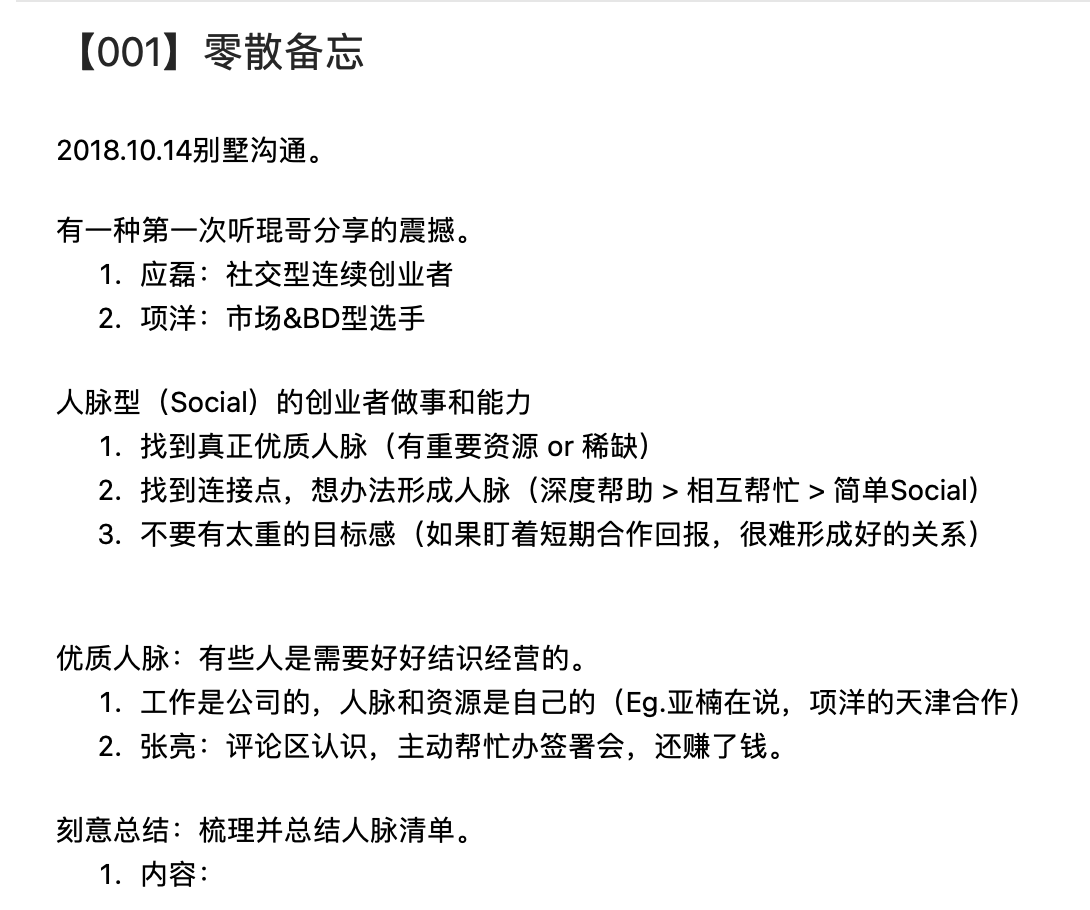 【001】零散备忘
2018.10.14别墅沟通。
有一种第一次听琨哥分享的震撼。
1. 应磊：社交型连续创业者
2. 项洋：市场&BD型选手
人脉型（Social）的创业者做事和能力
1. 找到真正优质人脉（有重要资源 or 稀缺）
2. 找到连接点，想办法形成人脉（深度帮助 > 相互帮忙 > 简单Social）
3. 不要有太重的目标感（如果盯着短期合作回报，很难形成好的关系）
优质人脉：有些人是需要好好结识经营的。
1. 工作是公司的，人脉和资源是自己的（Eg.亚楠在说，项洋的天津合作）
2. 张亮：评论区认识，主动帮忙办签署会，还赚了钱。
刻意总结：梳理并总结人脉清单。
1. 内容：